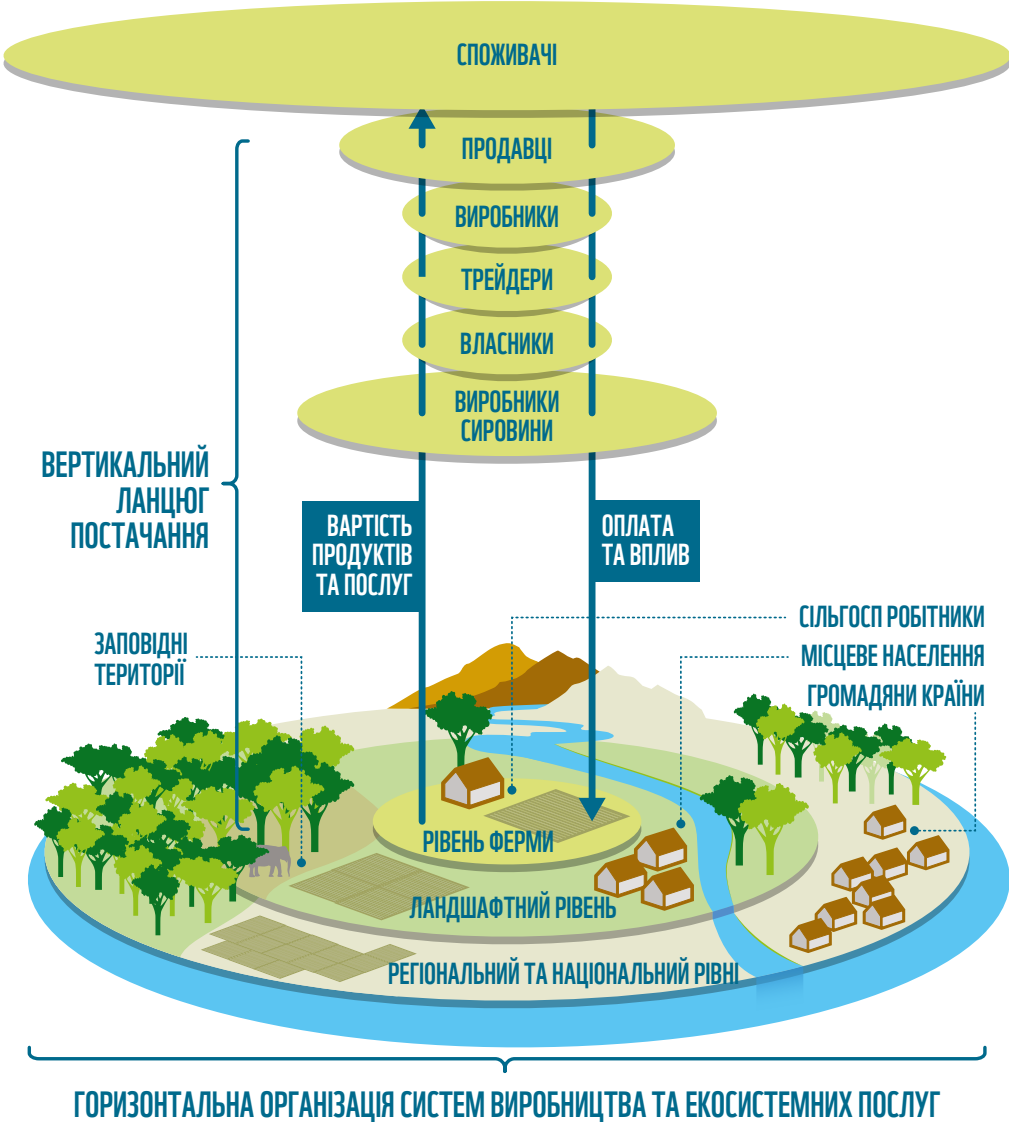 СПОЖИВАЧІ
ПРОДАВЦІ
ВИРОБНИКИ
ТРЕЙДЕРИ
ВЛАСНИКИ
ВИРОБНИКИ
СИРОВИНИ
ВЕРТИКАЛЬНИЙ
ЛАНЦЮГ
ПОСТАЧАННЯ
ВАРТІСТЬ
ПРОДУКТІВ
ТА ПОСЛУГ
ОПЛАТА
ТА ВПЛИВ
ЗАПОВІДНІ
ТЕРИТОРІЇ
СІЛЬГОСП РОБІТНИКИ
МІСЦЕВЕ НАСЕЛЕННЯ
ГРОМАДЯНИ КРАЇНИ
РІВЕНЬ ФЕРМИ
ЛАНДШАФТНИЙ РІВЕНЬ
РЕГІОНАЛЬНИЙ ТА НАЦІОНАЛЬНИЙ РІВНІ
ГОРИЗОНТАЛЬНА ОРГАНІЗАЦІЯ СИСТЕМ ВИРОБНИЦТВА ТА ЕКОСИСТЕМНИХ ПОСЛУГ